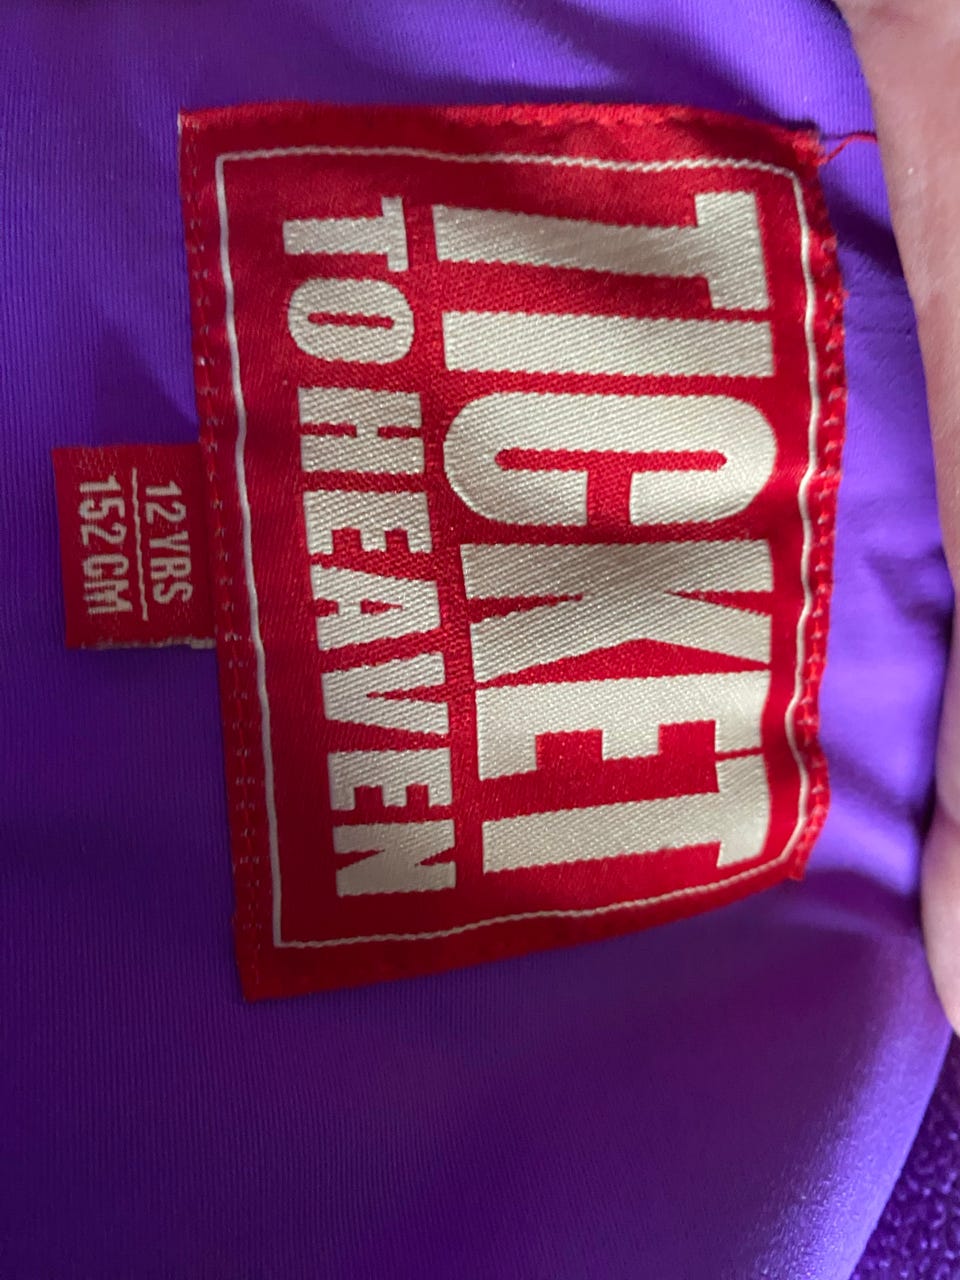 TICKET
TO HEAVEN
12 YRS
152 CM